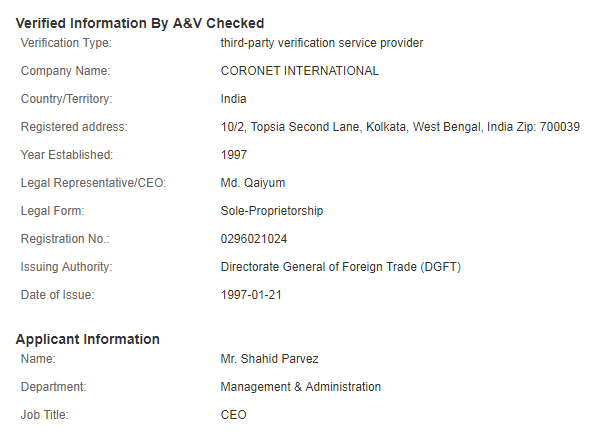 Verified Information By A&V Checked
Verification Type: third-party verification service provider
Company Name: CORONET INTERNATIONAL
Country/Territory: India
Registered address: 10/2, Topsia Second Lane, Kolkata, West Bengal, India Zip: 700039
Year Established: 1997
Legal Representative/CEO: Md. Qaiyum
Legal Form: Sole-Proprietorship
Registration No.: 0296021024
Issuing Authority: Directorate General of Foreign Trade (DGFT)
Date of Issue: 1997-01-21
Applicant Information
Name: Mr. Shahid Parvez
Department: Management & Administration
Job Title: CEO